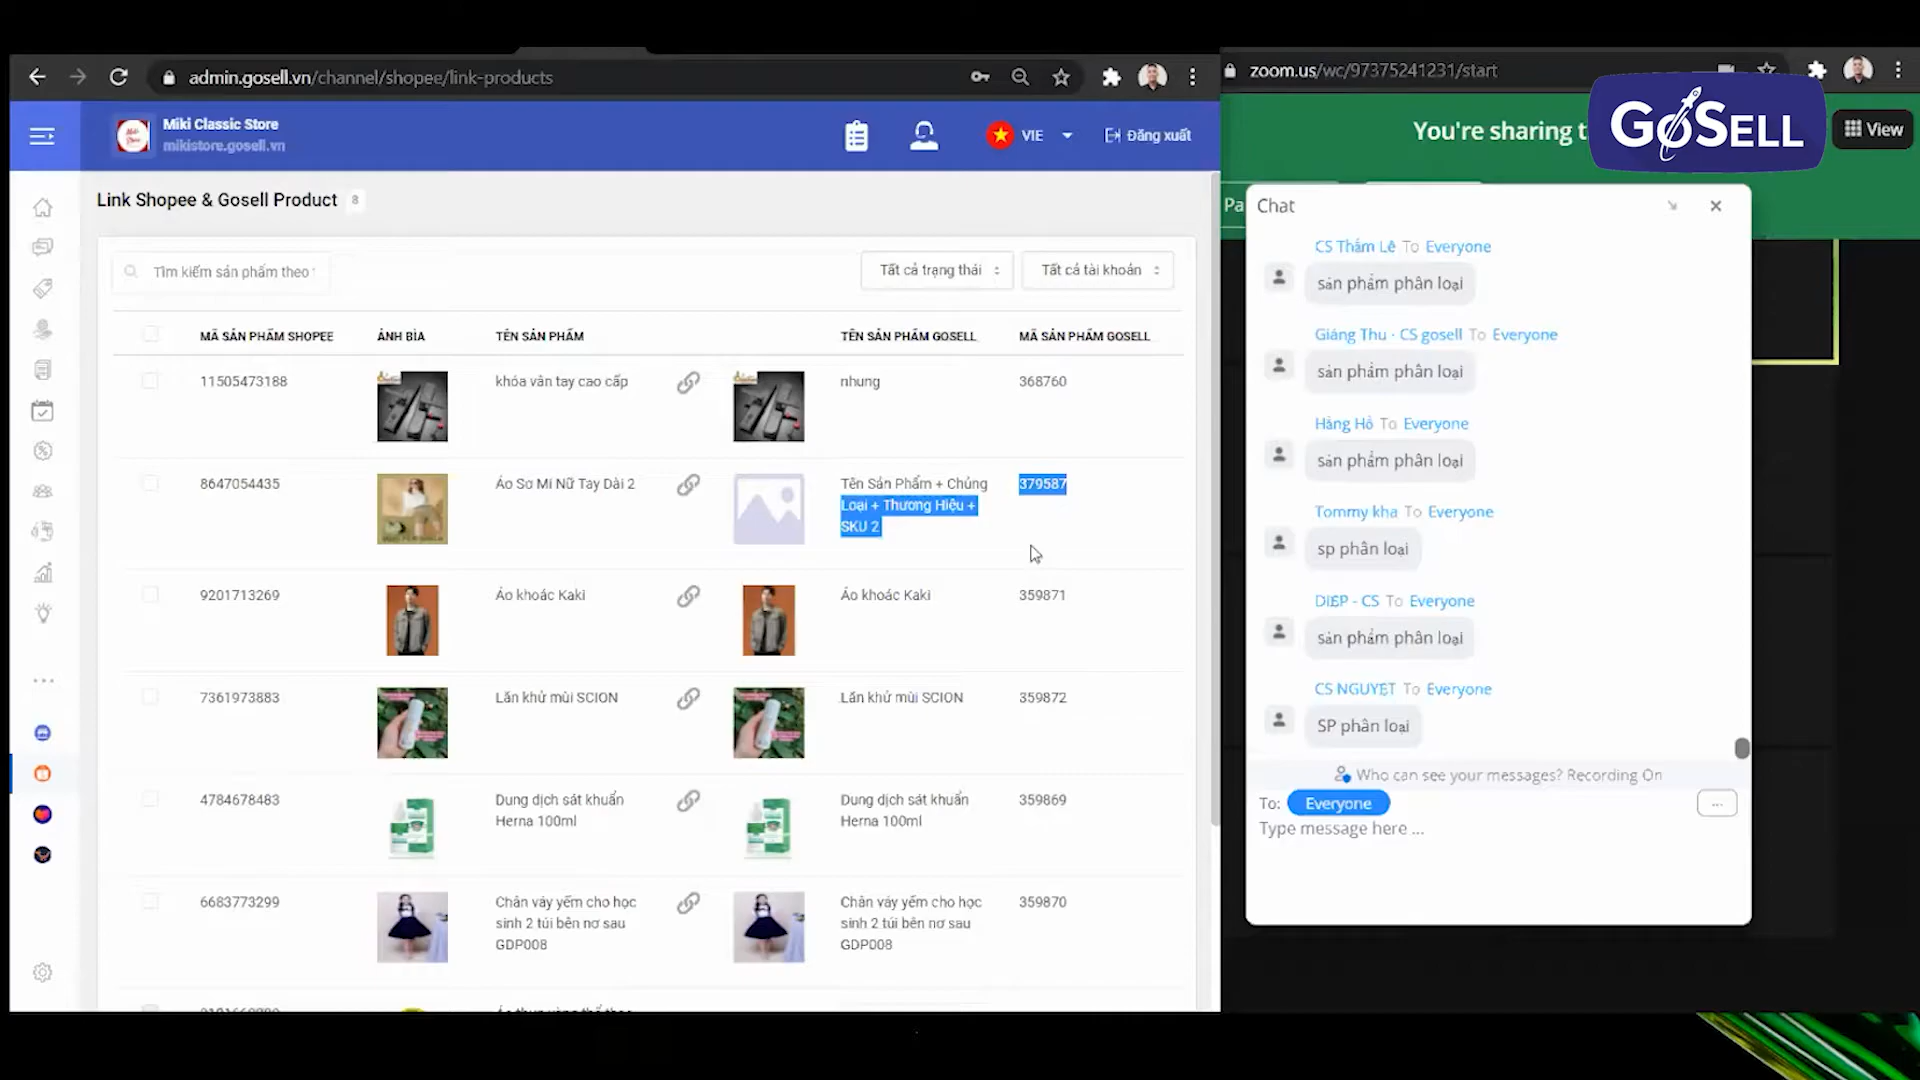 admin.gosell.vn/channel/shopee/link-products
zoom.us/wc/97375241231/start
Miki Classic Store
mikistore.gosell.vn
VIE
Đăng xuất
You're sharing t
GOSELL
View
Link Shopee & Gosell Product 8
Tìm kiếm sản phẩm theo
Tất cả trạng thái
Tất cả tài khoản
MÃ SẢN PHẨM SHOPEE ẢNH BÌA TÊN SẢN PHẨM TÊN SẢN PHẨM GOSELL MÃ SẢN PHẨM GOSELL
11505473188 khóa vân tay cao cấp nhung 368760
8647054435 Áo Sơ Mi Nữ Tay Dài 2 Tên Sản Phẩm + Chủng 379587
Loại + Thương Hiệu +
SKU 2
9201713269 Áo khoác Kaki Áo khoác Kaki 359871
7361973883 Lăn khử mùi SCION Lăn khử mùi SCION 359872
4784678483 Dung dịch sát khuẩn Dung dịch sát khuẩn 359869
Herna 100ml Herna 100ml
6683773299 Chân váy yếm cho học Chân váy yếm cho học 359870
sinh 2 túi bên nơ sau sinh 2 túi bên nơ sau
GDP008 GDP008
Pa
Chat
CS Thắm Lê To Everyone
sản phẩm phân loại
Giáng Thu - CS gosell To Everyone
sản phẩm phân loại
Hằng Hồ To Everyone
sản phẩm phân loại
Tommy kha To Everyone
sp phân loại
DIỆP - CS To Everyone
sản phẩm phân loại
CS NGUYỆT To Everyone
SP phân loại
Who can see your messages? Recording On
To: Everyone
...
Type message here ...